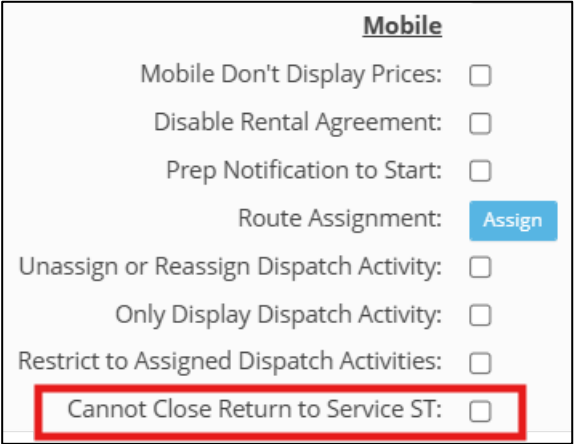 Mobile
Mobile Don't Display Prices:
Disable Rental Agreement:
Prep Notification to Start:
Route Assignment: Assign
Unassign or Reassign Dispatch Activity:
Only Display Dispatch Activity:
Restrict to Assigned Dispatch Activities:
Cannot Close Return to Service ST: